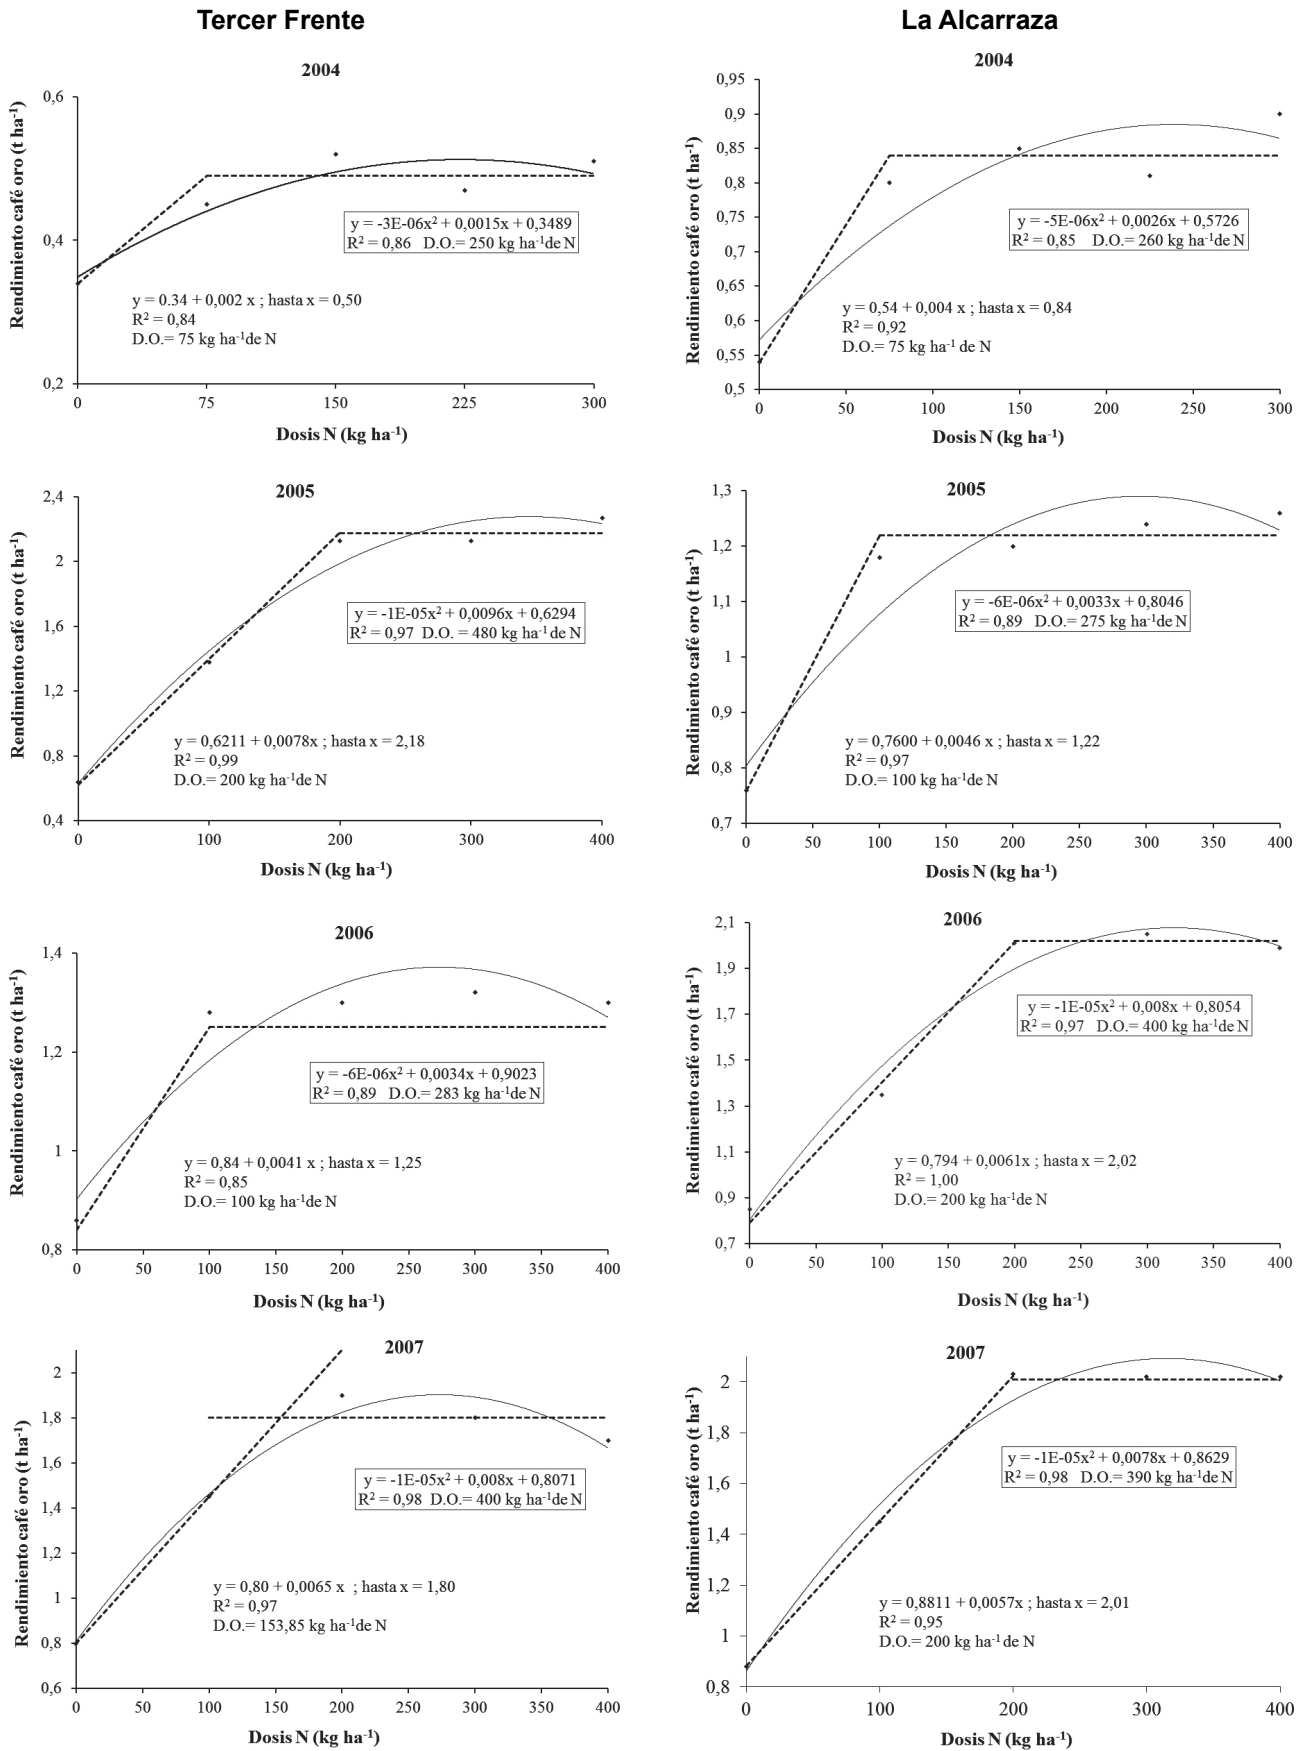 Tercer Frente
La Alcarraza
2004
Rendimiento café oro (t ha⁻¹)
0,6
0,4
0,2
y = -3E-06x² + 0,0015x + 0,3489
R² = 0,86 D.O.= 250 kg ha⁻¹de N
y = 0.34 + 0,002 x ; hasta x = 0,50
R² = 0,84
D.O.= 75 kg ha⁻¹de N
0 75 150 225 300
Dosis N (kg ha⁻¹)
2004
Rendimiento café oro (t ha⁻¹)
0,95
0,9
0,85
0,8
0,75
0,7
0,65
0,6
0,55
0,5
y = -5E-06x² + 0,0026x + 0,5726
R² = 0,85 D.O.= 260 kg ha⁻¹de N
y = 0,54 + 0,004 x ; hasta x = 0,84
R² = 0,92
D.O.= 75 kg ha⁻¹ de N
0 50 100 150 200 250 300
Dosis N (kg ha⁻¹)
2005
Rendimiento café oro (t ha⁻¹)
2,4
2
1,6
1,2
0,8
0,4
y = -1E-05x² + 0,0096x + 0,6294
R² = 0,97 D.O. = 480 kg ha⁻¹de N
y = 0,6211 + 0,0078x ; hasta x = 2,18
R² = 0,99
D.O.= 200 kg ha⁻¹de N
0 100 200 300 400
Dosis N (kg ha⁻¹)
2005
Rendimiento café oro (t ha⁻¹)
1,3
1,2
1,1
1
0,9
0,8
0,7
y = -6E-06x² + 0,0033x + 0,8046
R² = 0,89 D.O.= 275 kg ha⁻¹de N
y = 0,7600 + 0,0046 x ; hasta x = 1,22
R² = 0,97
D.O.= 100 kg ha⁻¹de N
0 50 100 150 200 250 300 350 400
Dosis N (kg ha⁻¹)
2006
Rendimiento café oro (t ha⁻¹)
1,4
1,2
1
0,8
y = -6E-06x² + 0,0034x + 0,9023
R² = 0,89 D.O.= 283 kg ha⁻¹de N
y = 0,84 + 0,0041 x ; hasta x = 1,25
R² = 0,85
D.O.= 100 kg ha⁻¹de N
0 50 100 150 200 250 300 350 400
Dosis N (kg ha⁻¹)
2006
Rendimiento café oro (t ha⁻¹)
2,1
1,9
1,7
1,5
1,3
1,1
0,9
0,7
y = -1E-05x² + 0,008x + 0,8054
R² = 0,97 D.O.= 400 kg ha⁻¹de N
y = 0,794 + 0,0061x ; hasta x = 2,02
R² = 1,00
D.O.= 200 kg ha⁻¹de N
0 50 100 150 200 250 300 350 400
Dosis N (kg ha⁻¹)
2007
Rendimiento café oro (t ha⁻¹)
2
1,8
1,6
1,4
1,2
1
0,8
0,6
y = -1E-05x² + 0,008x + 0,8071
R² = 0,98 D.O.= 400 kg ha⁻¹de N
y = 0,80 + 0,0065 x ; hasta x = 1,80
R² = 0,97
D.O.= 153,85 kg ha⁻¹de N
0 50 100 150 200 250 300 350 400
Dosis N (kg ha⁻¹)
2007
Rendimiento café oro (t ha⁻¹)
2
1,8
1,6
1,4
1,2
1
0,8
y = -1E-05x² + 0,0078x + 0,8629
R² = 0,98 D.O.= 390 kg ha⁻¹de N
y = 0,8811 + 0,0057x ; hasta x = 2,01
R² = 0,95
D.O.= 200 kg ha⁻¹ de N
0 100 200 300 400
Dosis N (kg ha⁻¹)